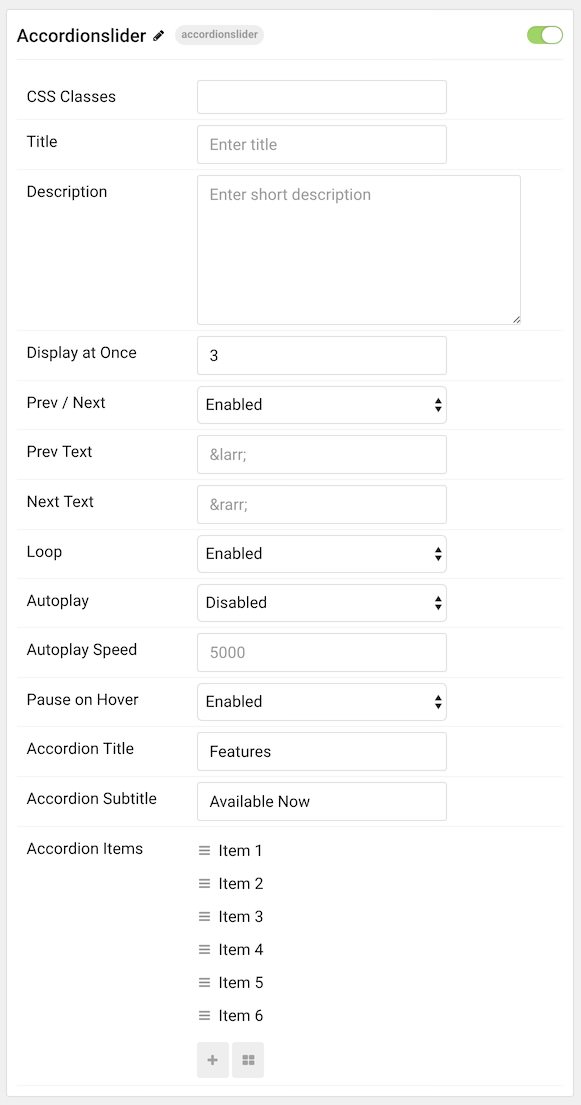 Accordionslider accordionslider
CSS Classes
Title Enter title
Description Enter short description
Display at Once 3
Prev / Next Enabled
Prev Text &larr;
Next Text &rarr;
Loop Enabled
Autoplay Disabled
Autoplay Speed 5000
Pause on Hover Enabled
Accordion Title Features
Accordion Subtitle Available Now
Accordion Items Item 1
Item 2
Item 3
Item 4
Item 5
Item 6